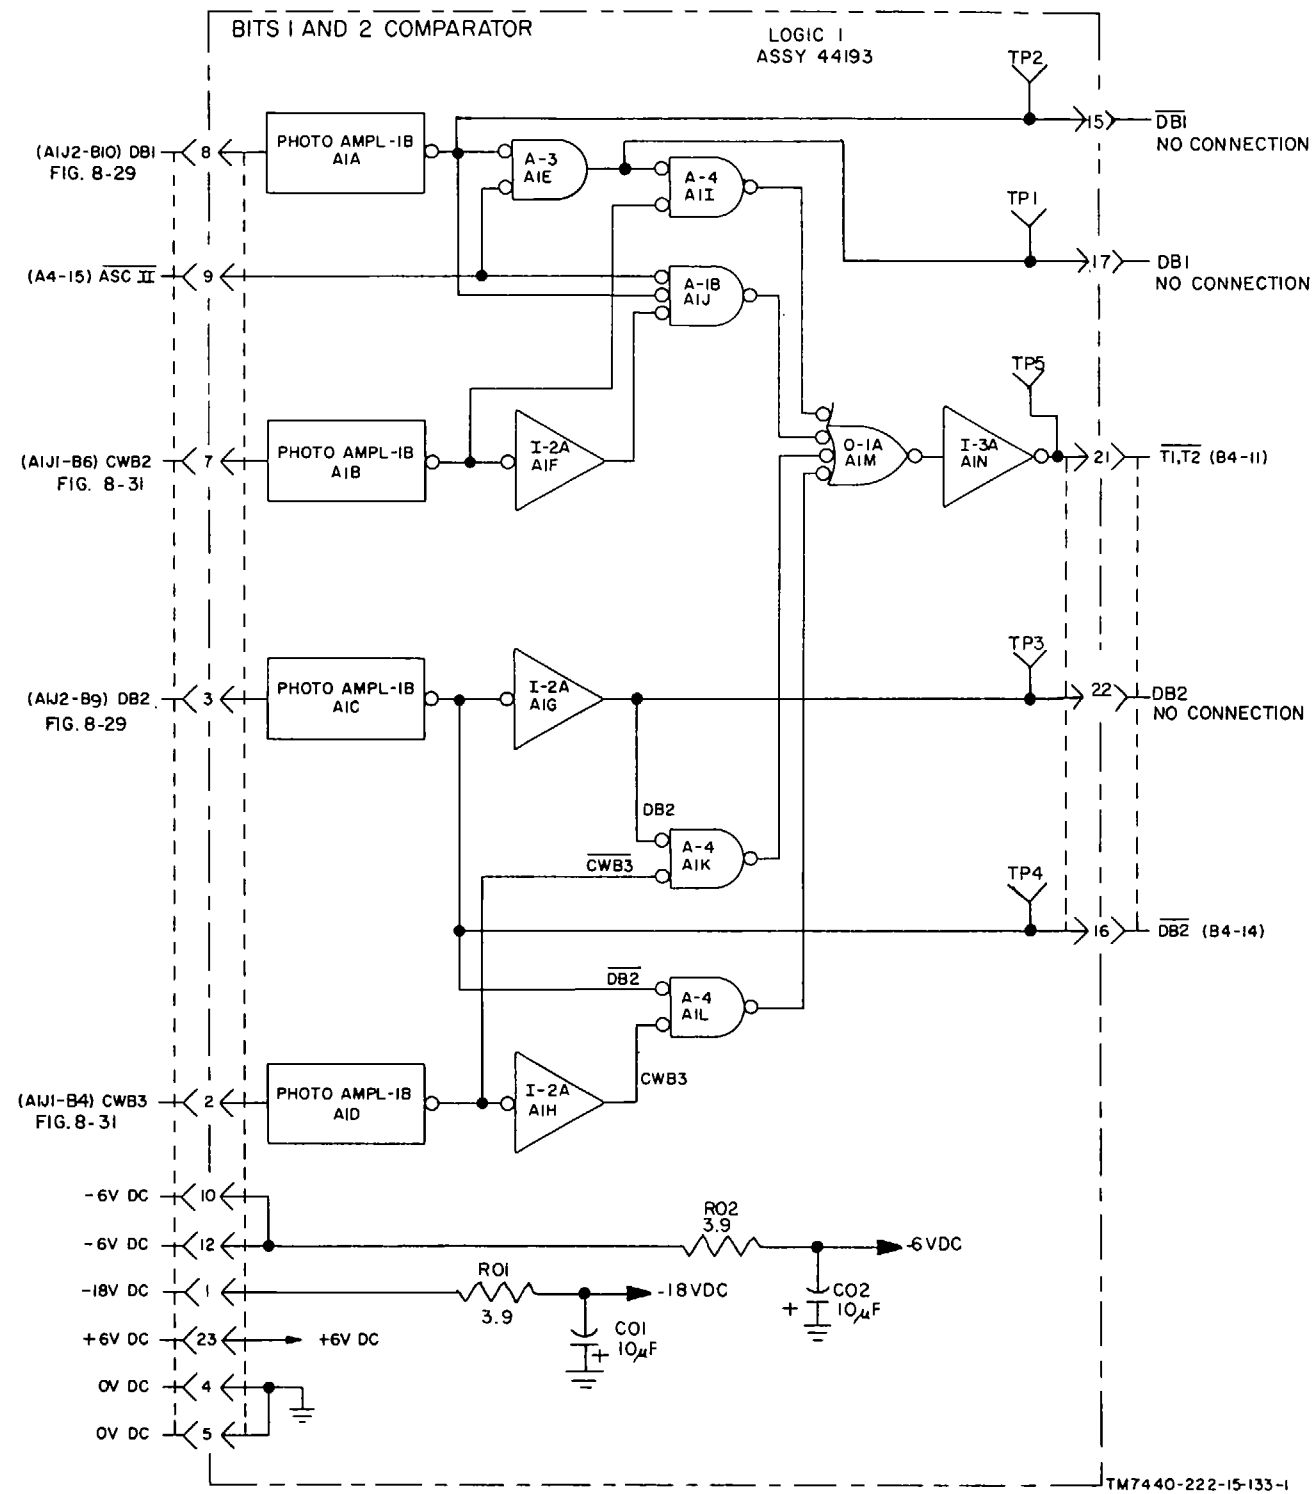 BITS 1 AND 2 COMPARATOR
LOGIC 1
ASSY 44193
TP2
(A1J2-B10) DB1
FIG. 8-29
8
PHOTO AMPL-1B
A1A
A-3
A1E
A-4
A1I
15
DB1
NO CONNECTION
TP1
(A4-15) ASC II
9
A-1B
A1J
17
DB1
NO CONNECTION
TP5
(A1J1-B6) CWB2
FIG. 8-31
7
PHOTO AMPL-1B
A1B
I-2A
A1F
O-1A
A1M
I-3A
A1N
21
T1,T2 (B4-11)
TP3
(A1J2-B9) DB2
FIG. 8-29
3
PHOTO AMPL-1B
A1C
I-2A
A1G
22
DB2
NO CONNECTION
DB2
A-4
A1K
CWB3
TP4
16
DB2 (B4-14)
DB2
A-4
A1L
CWB3
(A1J1-B4) CWB3
FIG. 8-31
2
PHOTO AMPL-1B
A1D
I-2A
A1H
-6V DC
10
-6V DC
12
R02
3.9
-6VDC
-18V DC
1
R01
3.9
-18VDC
+
C02
10µF
+6V DC
23
+6V DC
+
C01
10µF
0V DC
4
0V DC
5
TM7440-222-15-133-1